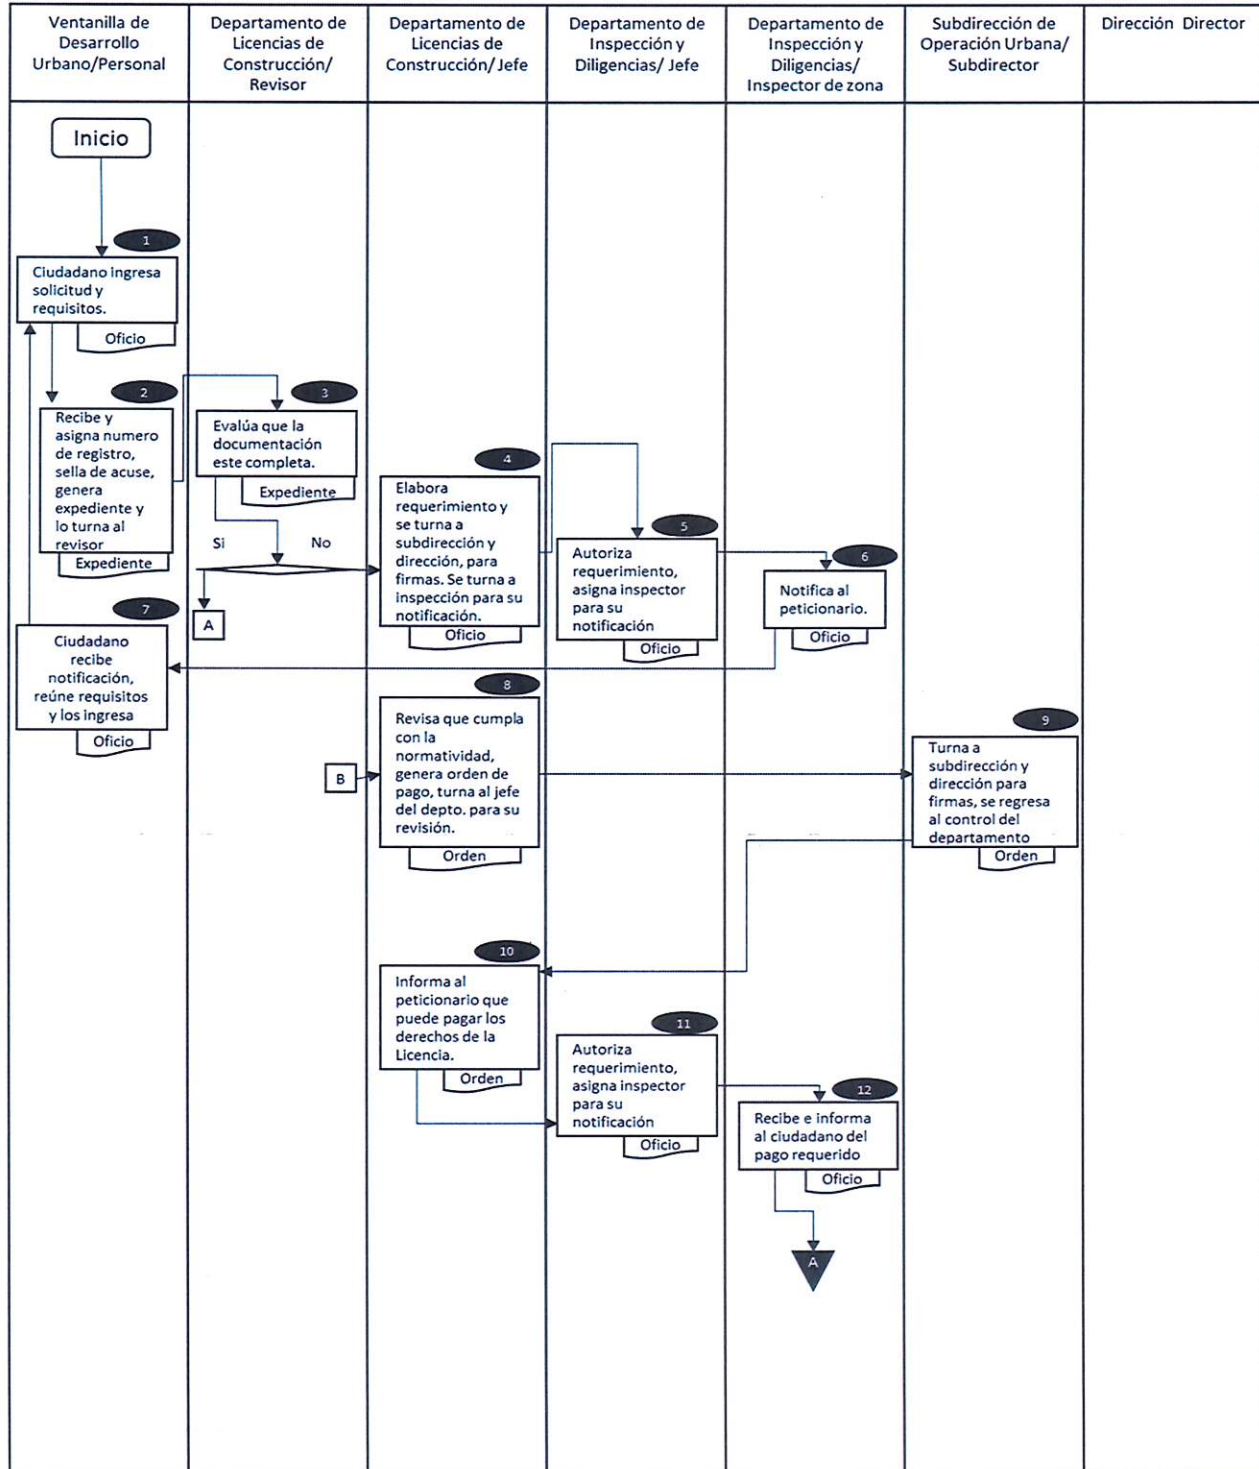 Ventanilla de
Desarrollo
Urbano/Personal
Departamento de
Licencias de
Construcción/
Revisor
Departamento de
Licencias de
Construcción/ Jefe
Departamento de
Inspección y
Diligencias/ Jefe
Departamento de
Inspección y
Diligencias/
Inspector de zona
Subdirección de
Operación Urbana/
Subdirector
Dirección Director
Inicio
1
Ciudadano ingresa
solicitud y
requisitos.
Oficio
2
Recibe y
asigna numero
de registro,
sella de acuse,
genera
expediente y
lo turna al
revisor
Expediente
3
Evalúa que la
documentación
este completa.
Expediente
Si
No
A
4
Elabora
requerimiento y
se turna a
subdirección y
dirección, para
firmas. Se turna a
inspección para su
notificación.
Oficio
5
Autoriza
requerimiento,
asigna inspector
para su
notificación
Oficio
6
Notifica al
peticionario.
Oficio
7
Ciudadano
recibe
notificación,
reúne requisitos
y los ingresa
Oficio
B
8
Revisa que cumpla
con la
normatividad,
genera orden de
pago, turna al jefe
del depto. para su
revisión.
Orden
9
Turna a
subdirección y
dirección para
firmas, se regresa
al control del
departamento
Orden
10
Informa al
peticionario que
puede pagar los
derechos de la
Licencia.
Orden
11
Autoriza
requerimiento,
asigna inspector
para su
notificación
Oficio
12
Recibe e informa
al ciudadano del
pago requerido
Oficio
A